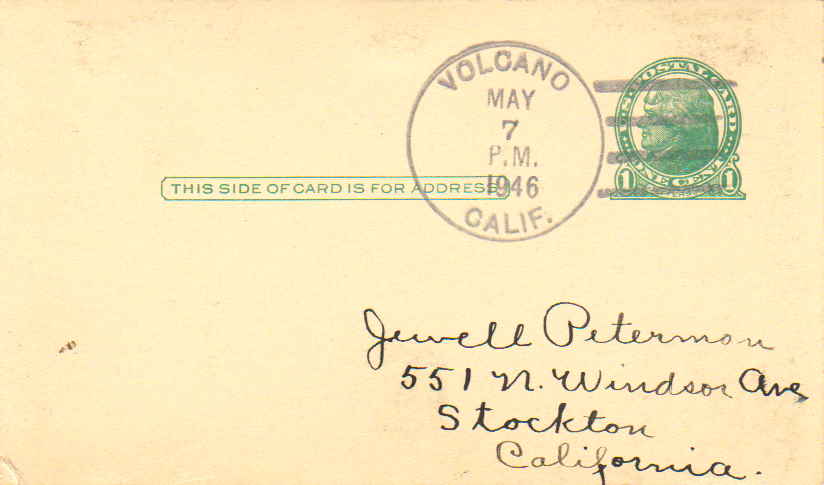 VOLCANO
MAY
7
P.M.
1946
CALIF.
U.S. POSTAL CARD
1 ONE CENT 1
THIS SIDE OF CARD IS FOR ADDRESS
Jewell Peterman
551 N. Windsor Ave
Stockton
California.